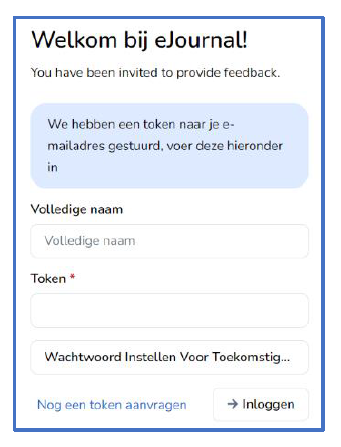 Welkom bij eJournal!
You have been invited to provide feedback.
We hebben een token naar je e-
mailadres gestuurd, voer deze hieronder
in
Volledige naam
Volledige naam
Token *
Wachtwoord Instellen Voor Toekomstig...
Nog een token aanvragen
→ Inloggen